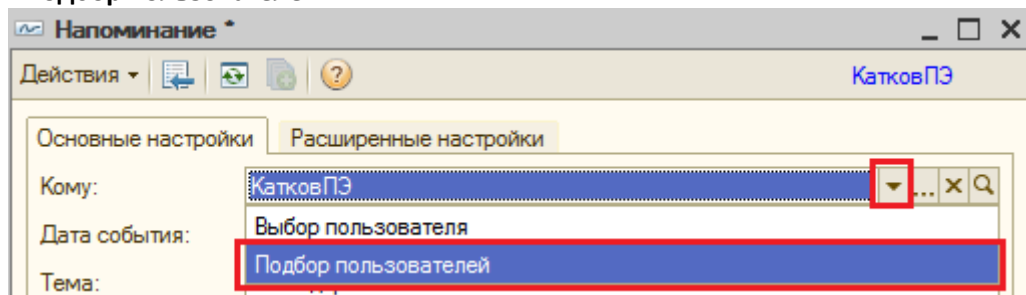 Напоминание *
Действия
КатковПЭ
Основные настройки Расширенные настройки
Кому: КатковПЭ
Дата события: Выбор пользователя
Подбор пользователей
Тема: